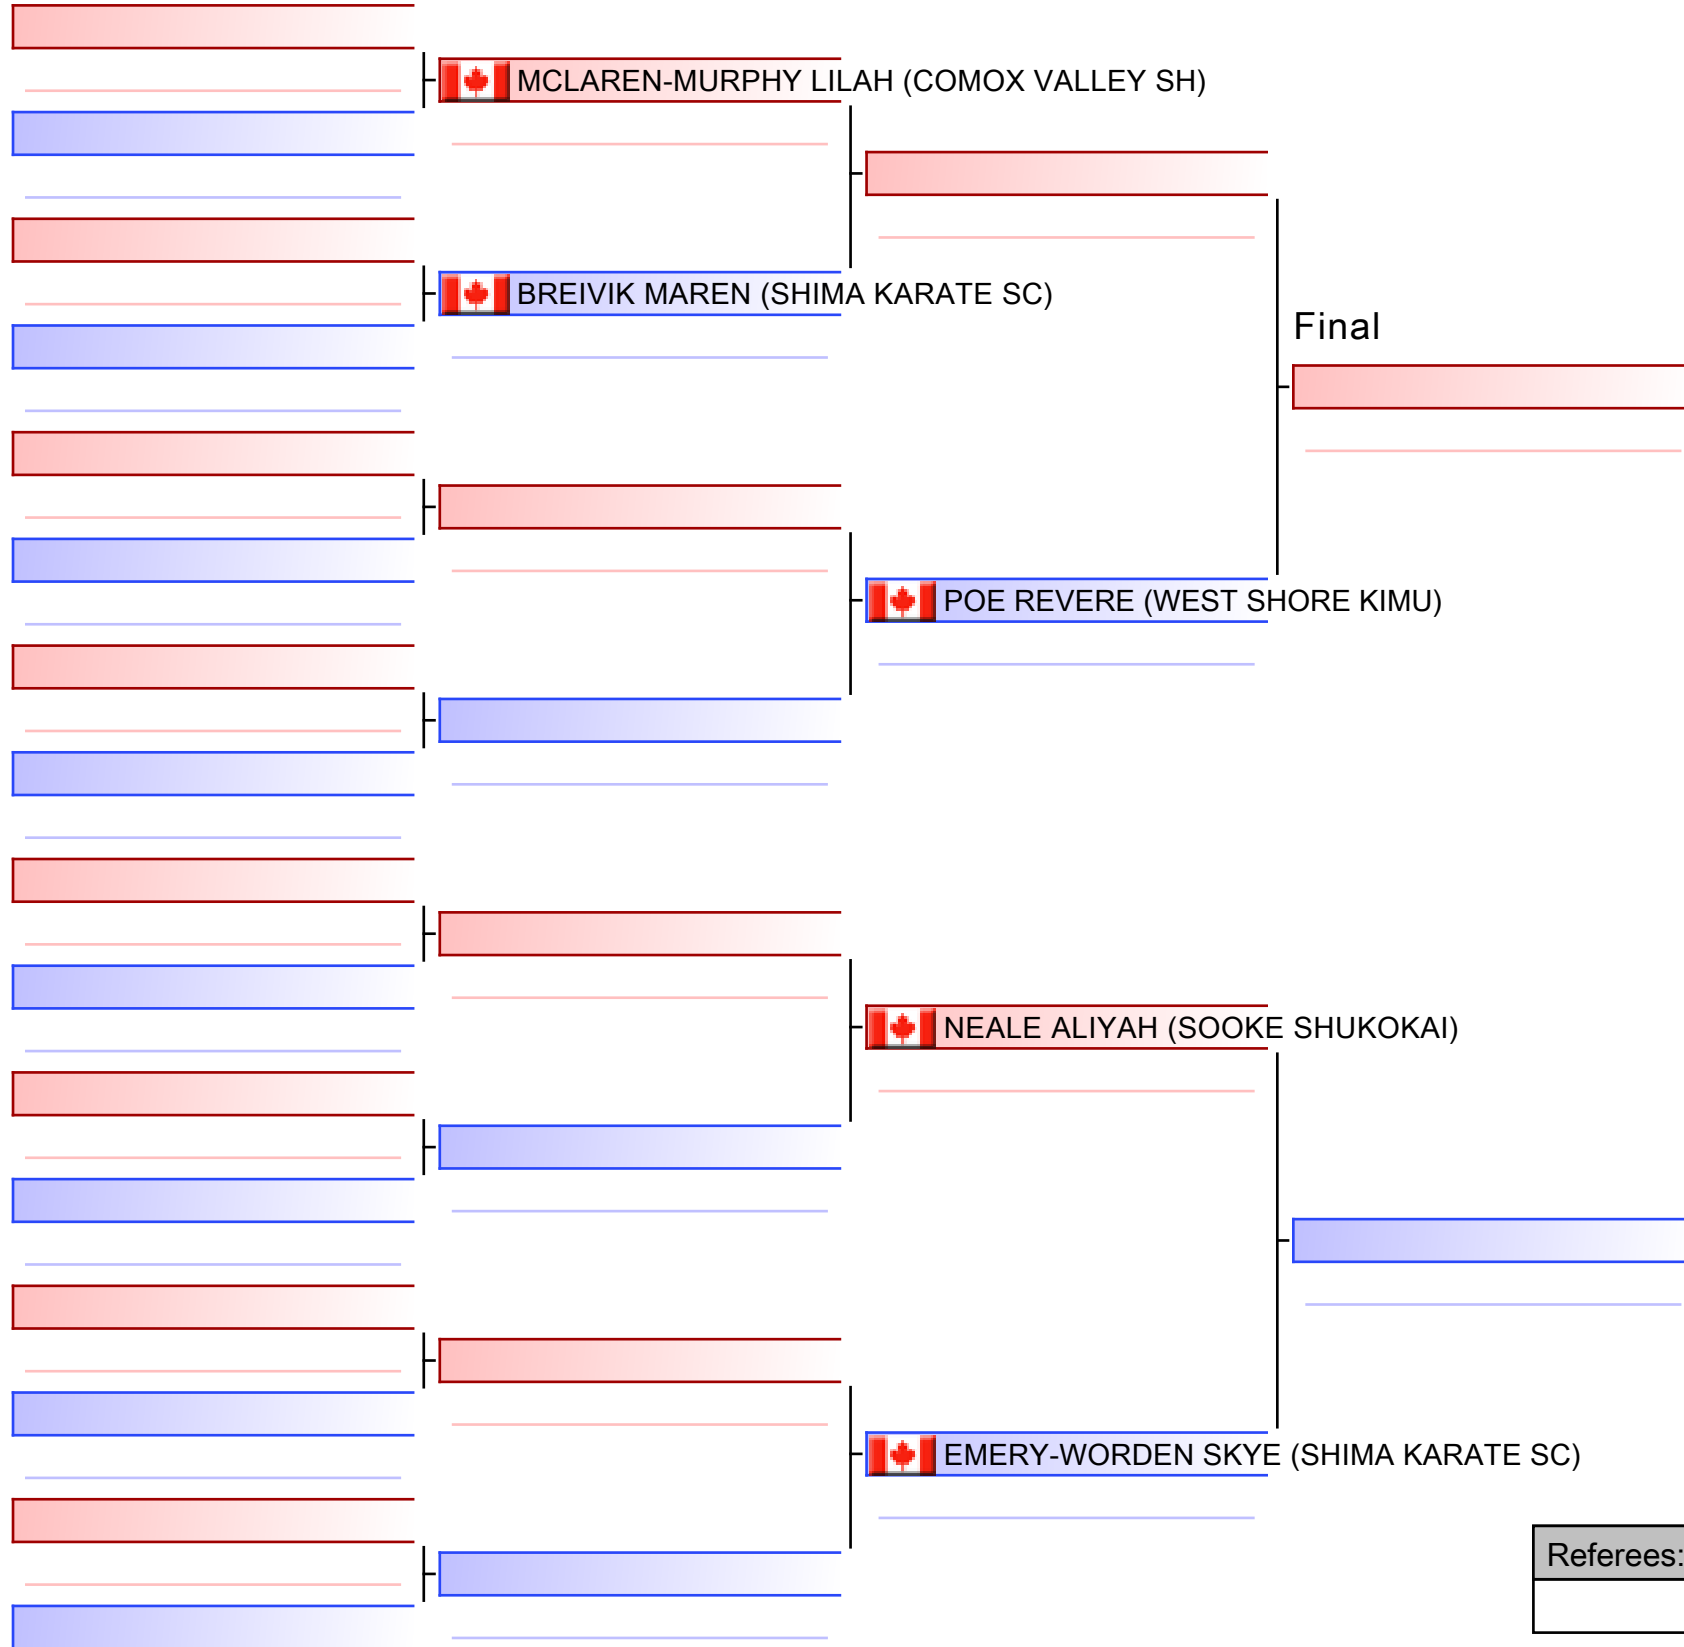 MCLAREN-MURPHY LILAH (COMOX VALLEY SH)
BREIVIK MAREN (SHIMA KARATE SC)
Final
POE REVERE (WEST SHORE KIMU)
NEALE ALIYAH (SOOKE SHUKOKAI)
EMERY-WORDEN SKYE (SHIMA KARATE SC)
Referees: